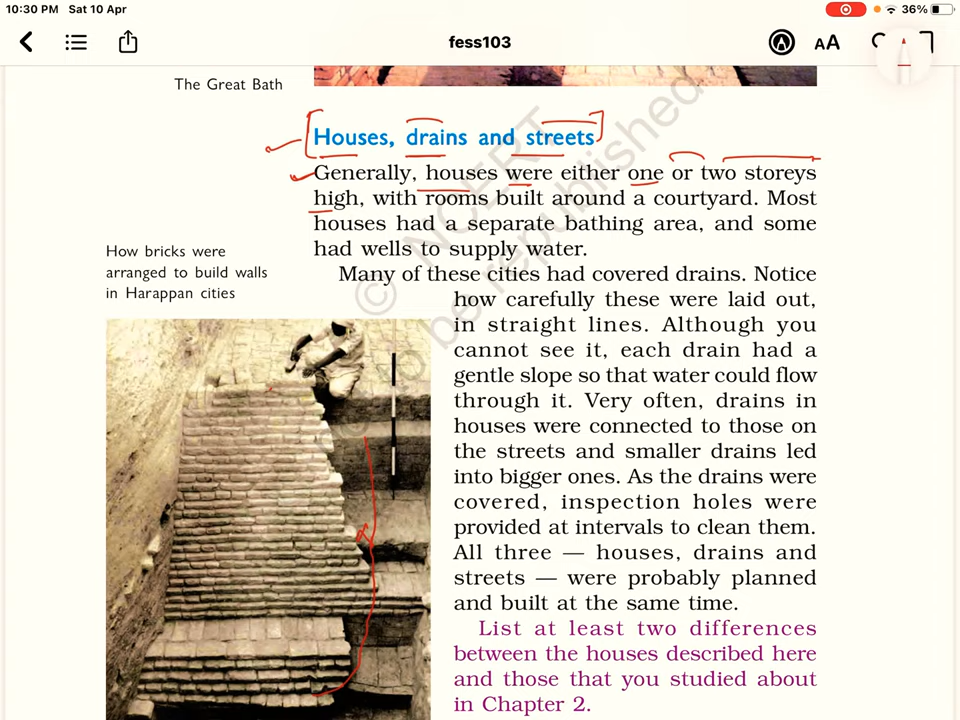 10:30 PM Sat 10 Apr
36%
fess103
AA
The Great Bath
Houses, drains and streets
Generally, houses were either one or two storeys
high, with rooms built around a courtyard. Most
houses had a separate bathing area, and some
had wells to supply water.
How bricks were
arranged to build walls
in Harappan cities
Many of these cities had covered drains. Notice
how carefully these were laid out,
in straight lines. Although you
cannot see it, each drain had a
gentle slope so that water could flow
through it. Very often, drains in
houses were connected to those on
the streets and smaller drains led
into bigger ones. As the drains were
covered, inspection holes were
provided at intervals to clean them.
All three — houses, drains and
streets — were probably planned
and built at the same time.
List at least two differences
between the houses described here
and those that you studied about
in Chapter 2.
© NCERT
be republished